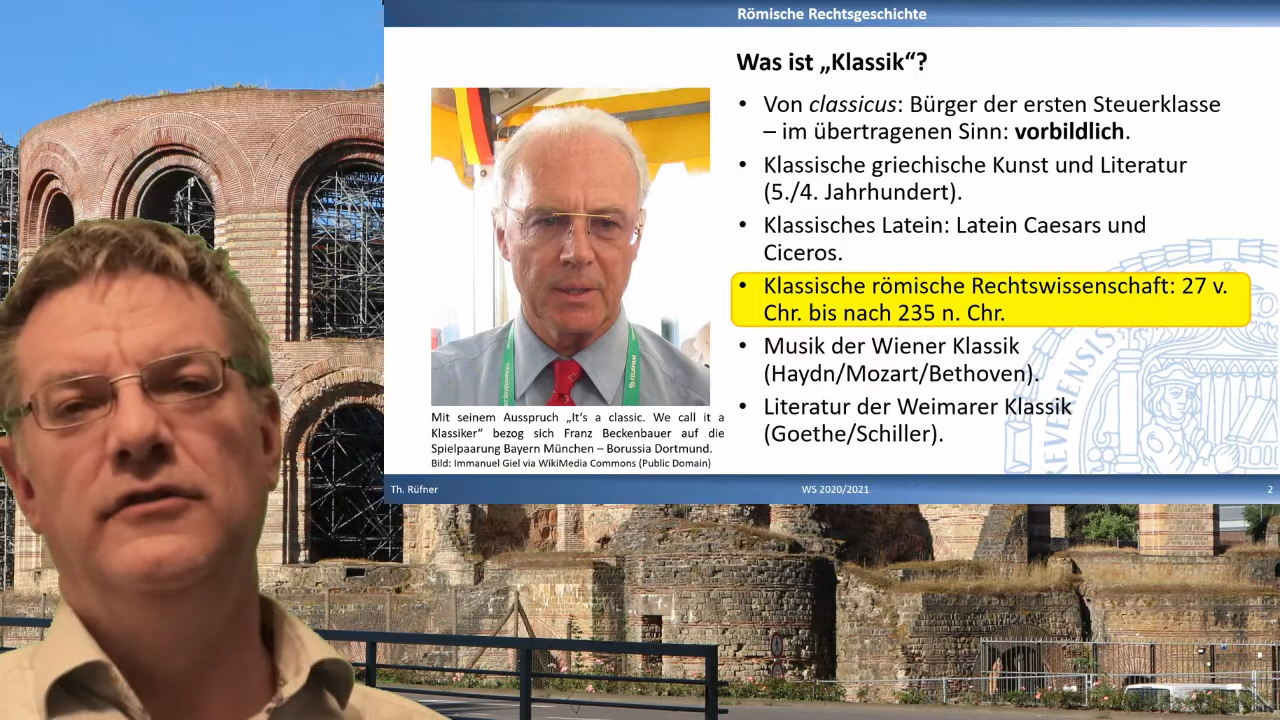 Römische Rechtsgeschichte
Was ist „Klassik“?
• Von classicus: Bürger der ersten Steuerklasse
– im übertragenen Sinn: vorbildlich.
• Klassische griechische Kunst und Literatur
(5./4. Jahrhundert).
• Klassisches Latein: Latein Caesars und
Ciceros.
• Klassische römische Rechtswissenschaft: 27 v.
Chr. bis nach 235 n. Chr.
• Musik der Wiener Klassik
(Haydn/Mozart/Bethoven).
• Literatur der Weimarer Klassik
(Goethe/Schiller).
Mit seinem Ausspruch „It's a classic. We call it a
Klassiker“ bezog sich Franz Beckenbauer auf die
Spielpaarung Bayern München – Borussia Dortmund.
Bild: Immanuel Giel via WikiMedia Commons (Public Domain)
Th. Rüfner
WS 2020/2021
2